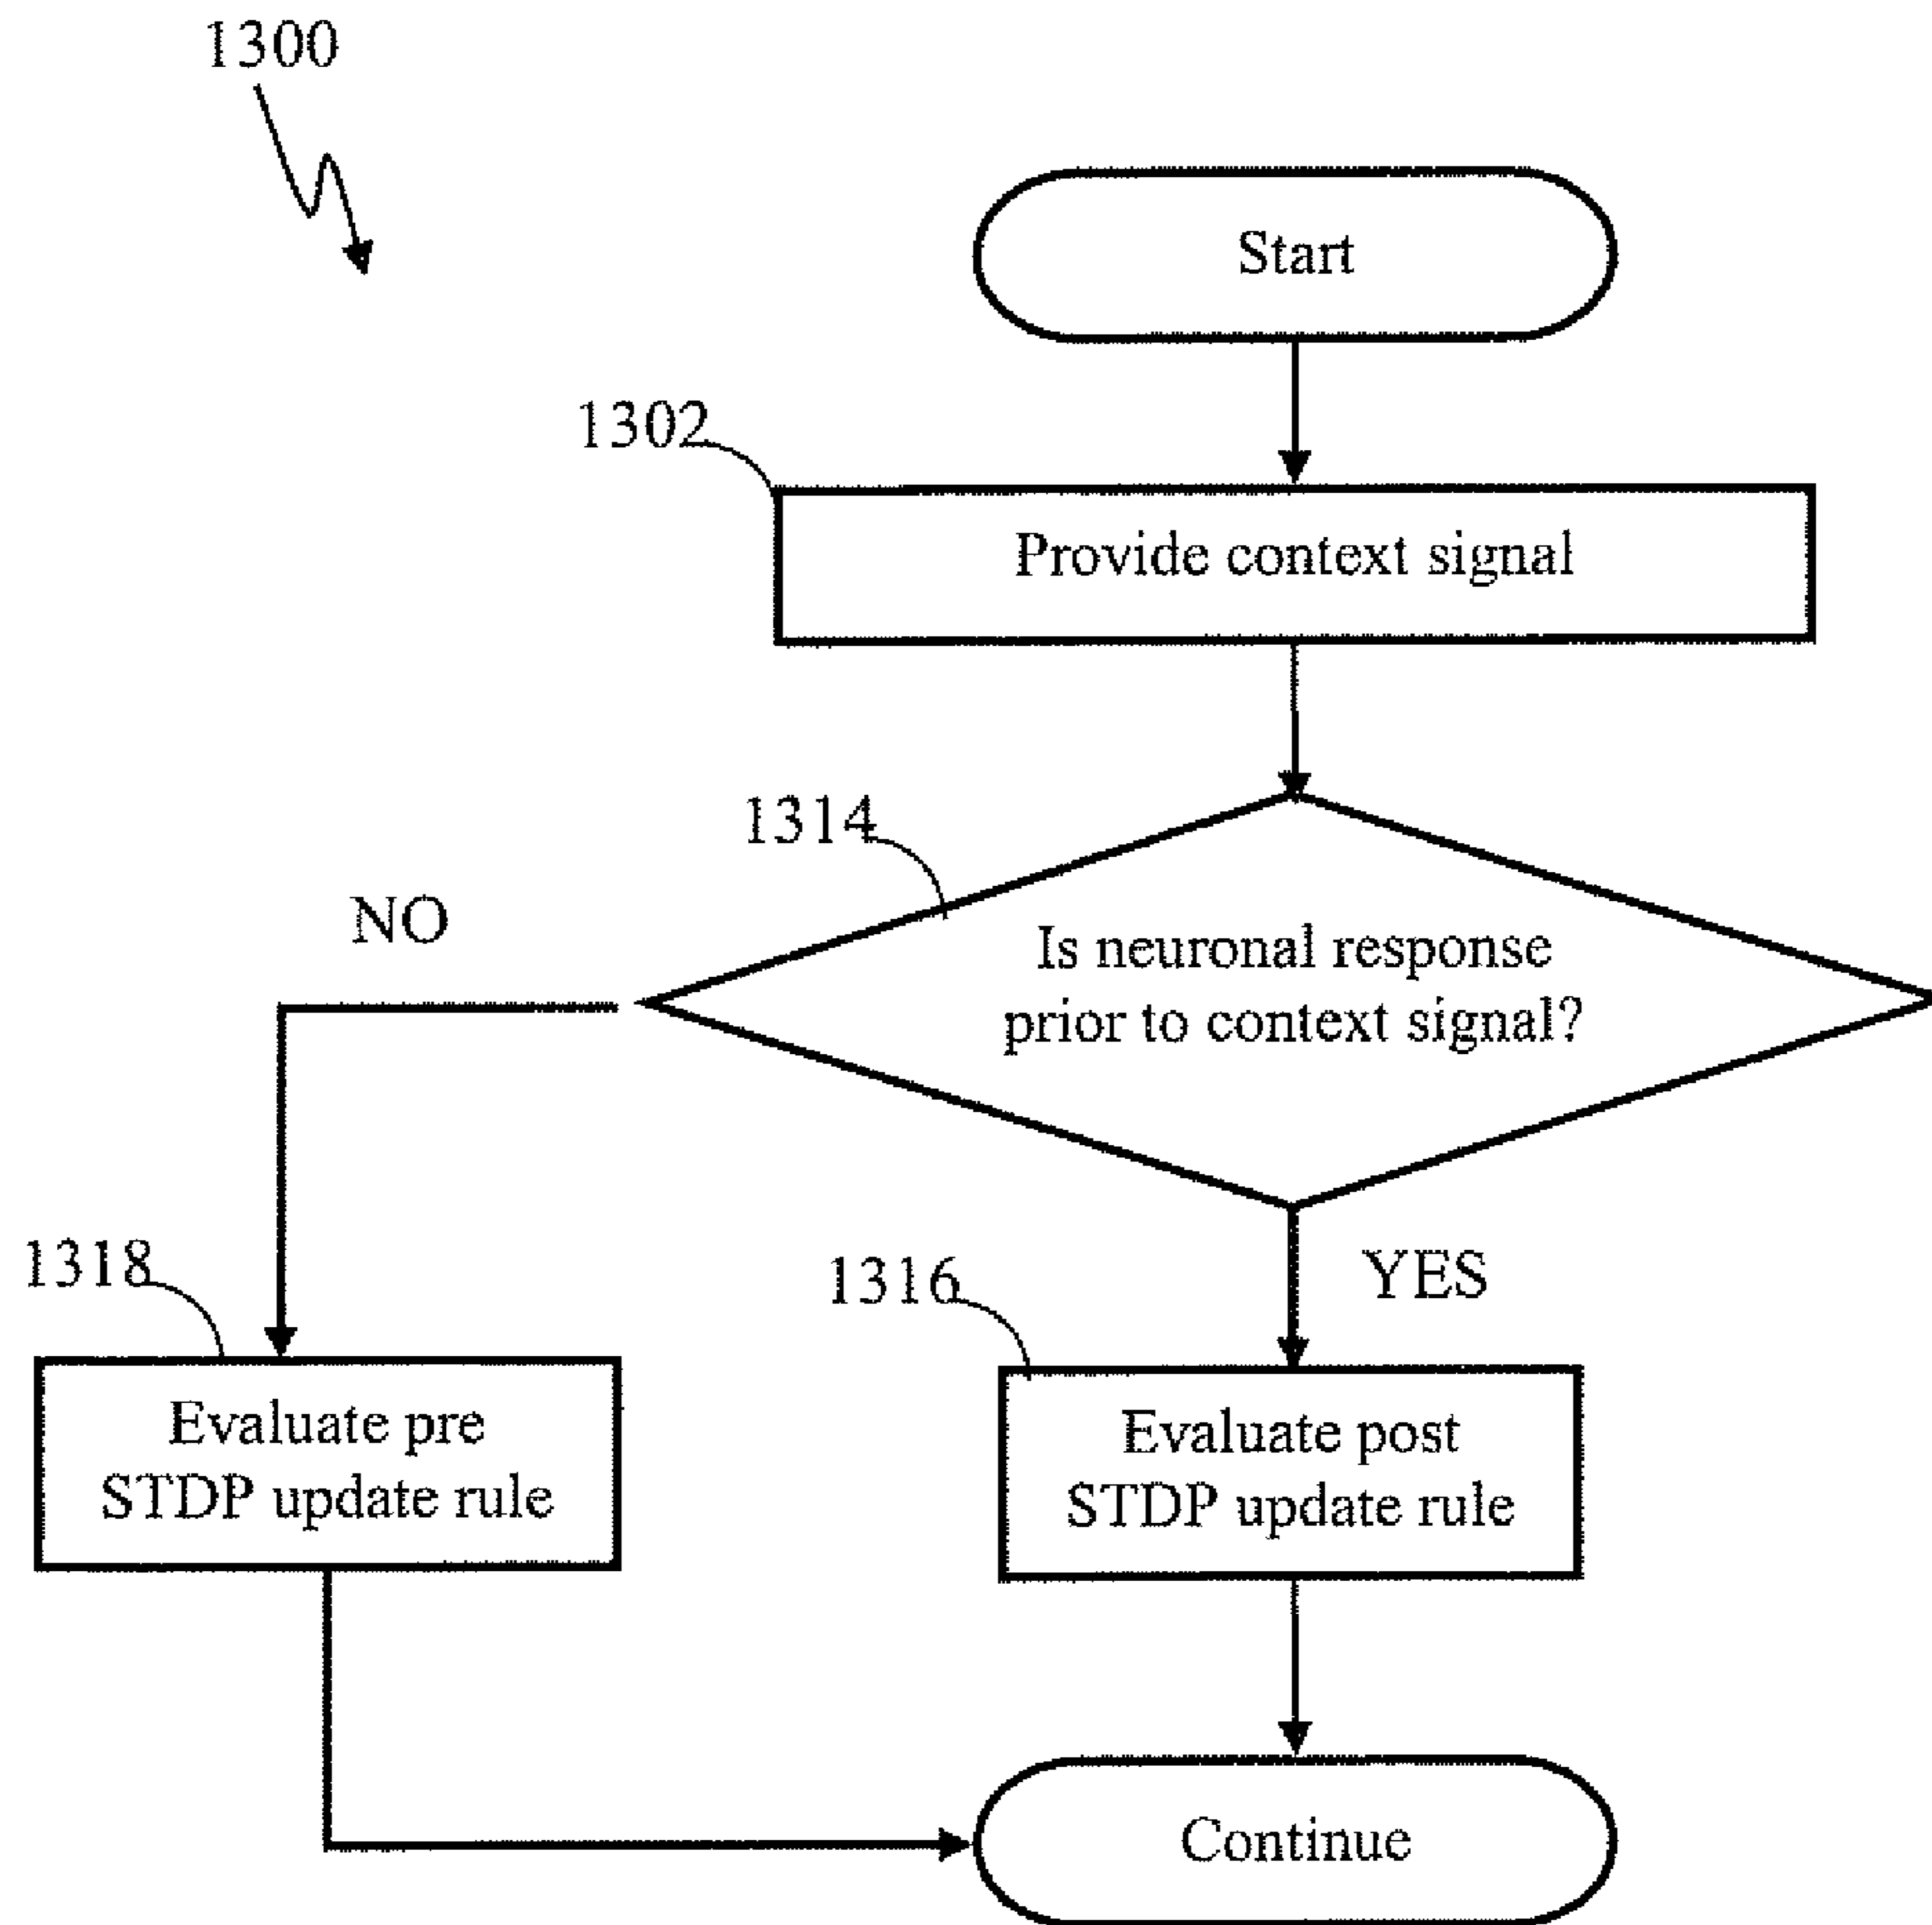 1300
Start
1302
Provide context signal
1314
NO
Is neuronal response
prior to context signal?
YES
1318
1316
Evaluate pre
STDP update rule
Evaluate post
STDP update rule
Continue